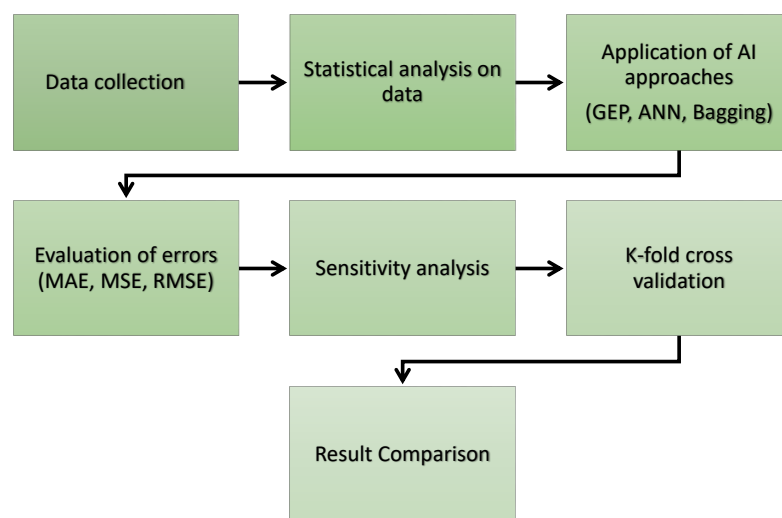 Data collection
Statistical analysis on
data
Application of AI
approaches
(GEP, ANN, Bagging)
Evaluation of errors
(MAE, MSE, RMSE)
Sensitivity analysis
K-fold cross
validation
Result Comparison